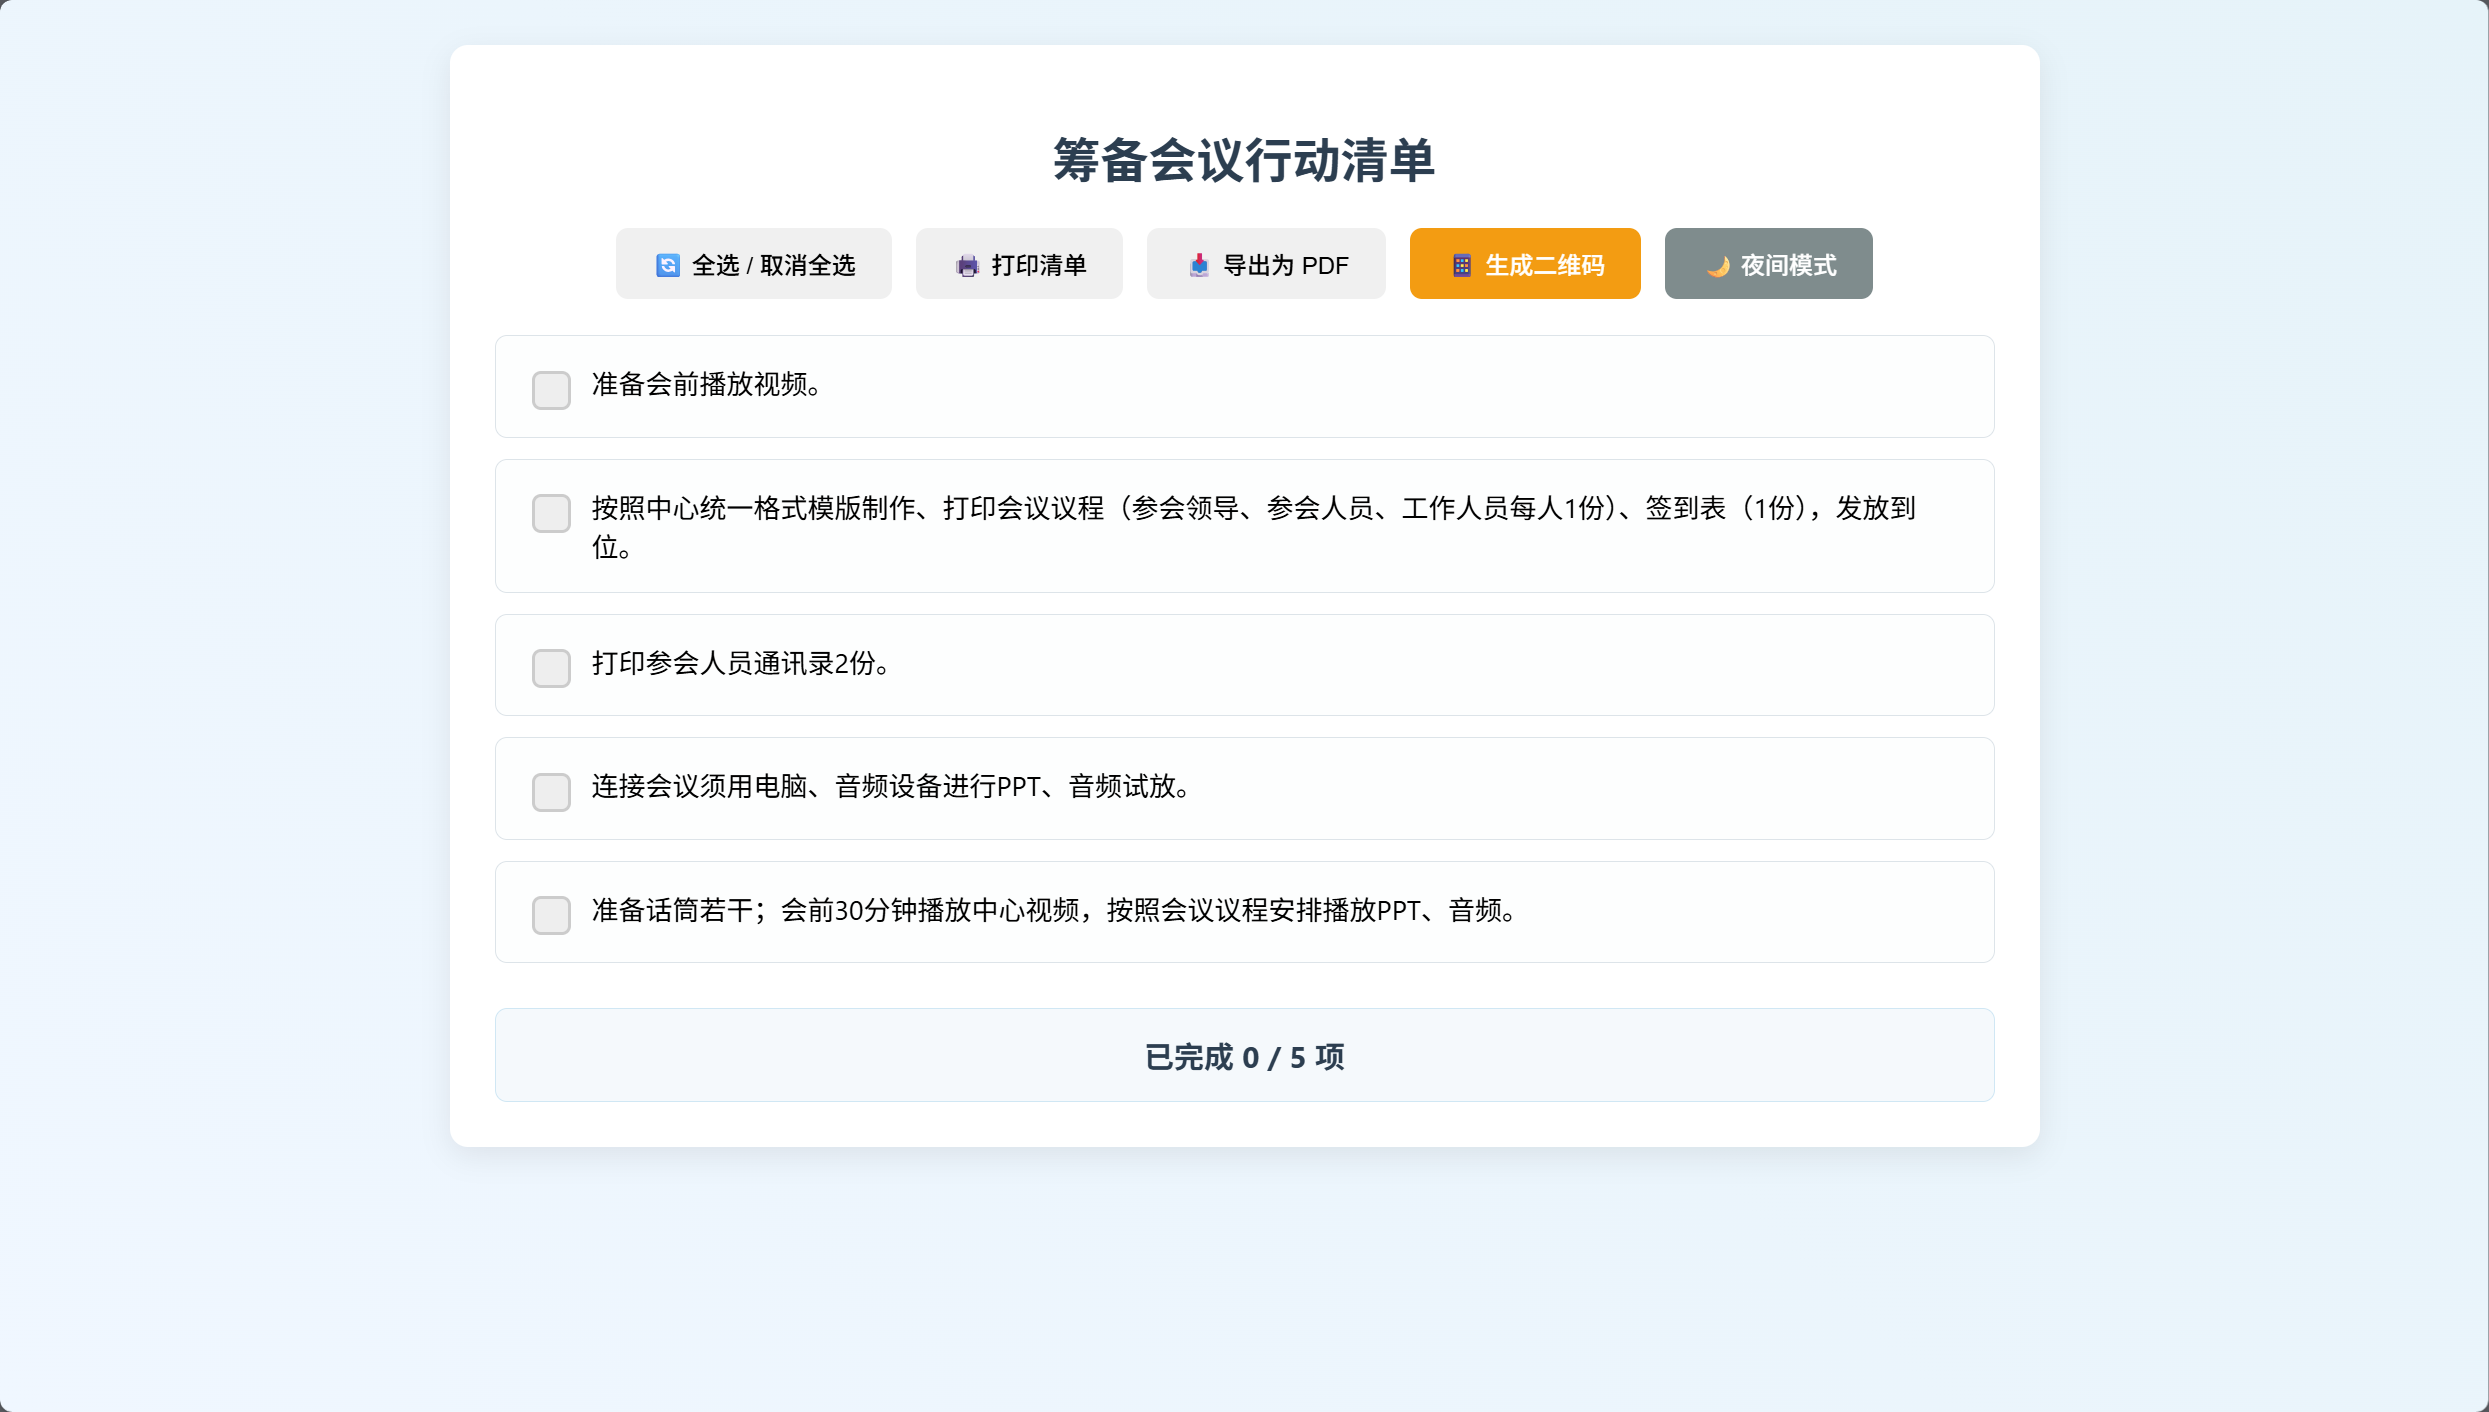 筹备会议行动清单
全选 / 取消全选
打印清单
导出为 PDF
生成二维码
夜间模式
准备会前播放视频。
按照中心统一格式模版制作、打印会议议程（参会领导、参会人员、工作人员每人1份）、签到表（1份），发放到
位。
打印参会人员通讯录2份。
连接会议须用电脑、音频设备进行PPT、音频试放。
准备话筒若干；会前30分钟播放中心视频，按照会议议程安排播放PPT、音频。
已完成 0 / 5 项